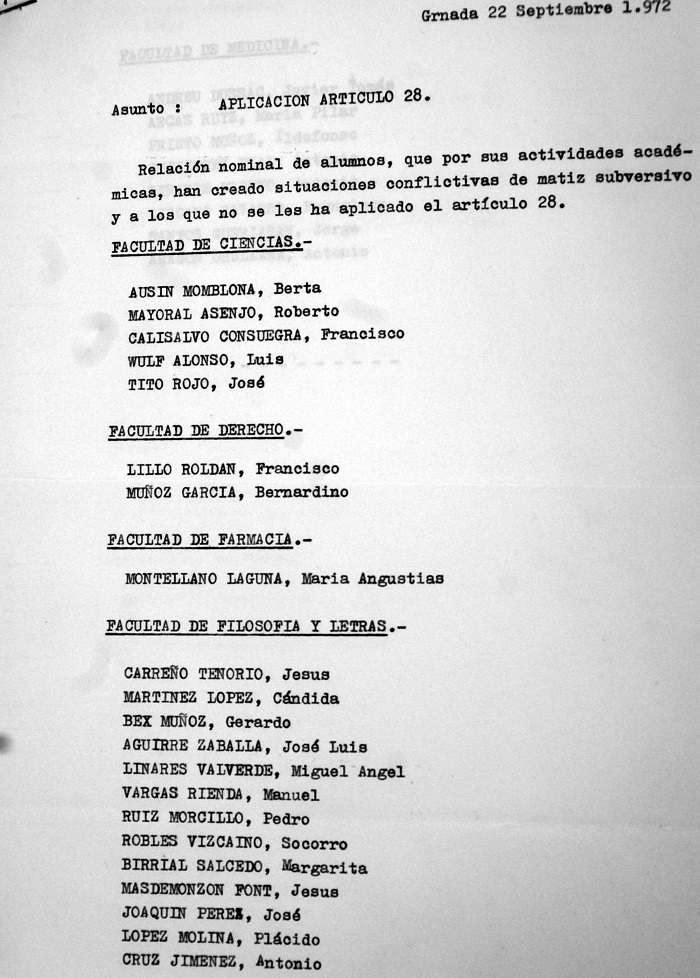 Grnada 22 Septiembre 1.972
FACULTAD DE MEDICINA.-
Asunto : APLICACION ARTICULO 28.
Relación nominal de alumnos, que por sus actividades acadé-
micas, han creado situaciones conflictivas de matiz subversivo
y a los que no se les ha aplicado el artículo 28.
FACULTAD DE CIENCIAS.-
AUSIN MOMBLONA, Berta
MAYORAL ASENJO, Roberto
CALISALVO CONSUEGRA, Francisco
WULF ALONSO, Luis
TITO ROJO, José
FACULTAD DE DERECHO.-
LILLO ROLDAN, Francisco
MUÑOZ GARCIA, Bernardino
FACULTAD DE FARMACIA.-
MONTELLANO LAGUNA, Maria Angustias
FACULTAD DE FILOSOFIA Y LETRAS.-
CARREÑO TENORIO, Jesus
MARTINEZ LOPEZ, Cándida
BEX MUÑOZ, Gerardo
AGUIRRE ZABALLA, José Luis
LINARES VALVERDE, Miguel Angel
VARGAS RIENDA, Manuel
RUIZ MORCILLO, Pedro
ROBLES VIZCAINO, Socorro
BIRRIAL SALCEDO, Margarita
MASDEMONZON FONT, Jesus
JOAQUIN PEREZ, José
LOPEZ MOLINA, Plácido
CRUZ JIMENEZ, Antonio